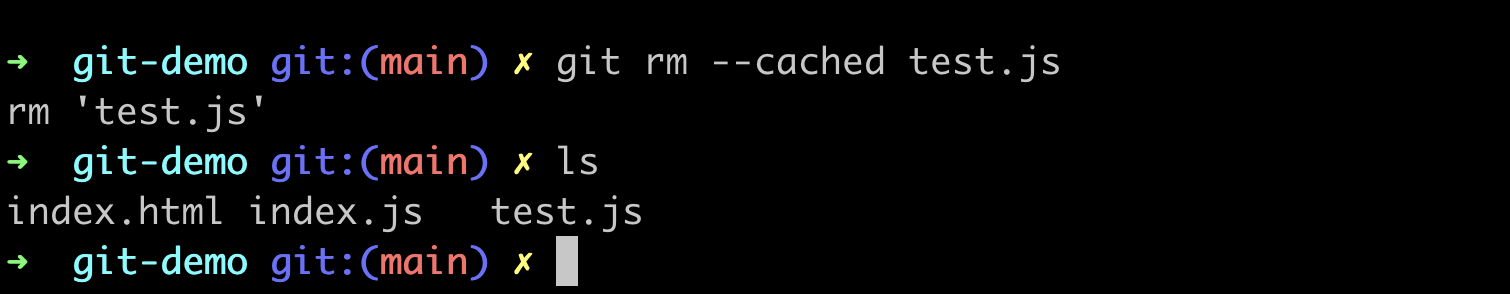 ➜  git-demo git:(main) ✗ git rm --cached test.js
rm 'test.js'
➜  git-demo git:(main) ✗ ls
index.html index.js   test.js
➜  git-demo git:(main) ✗